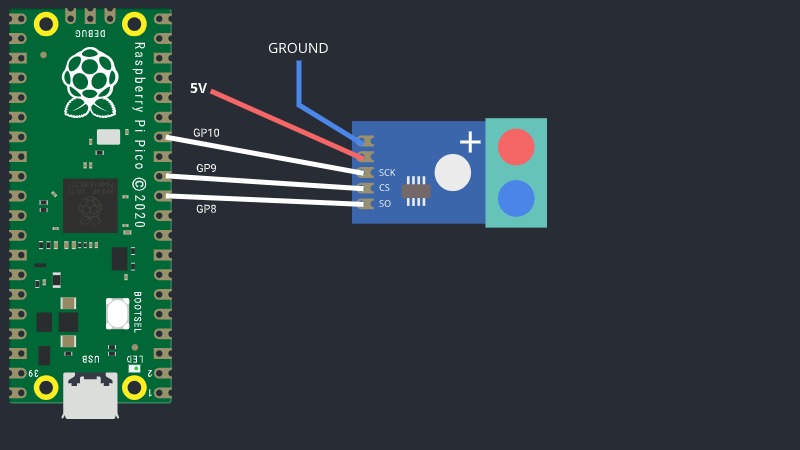 DEBUG
Raspberry Pi Pico © 2020
BOOTSEL
USB
LED
39
2
1
GROUND
5V
GP10
GP9
GP8
SCK
CS
SO
+